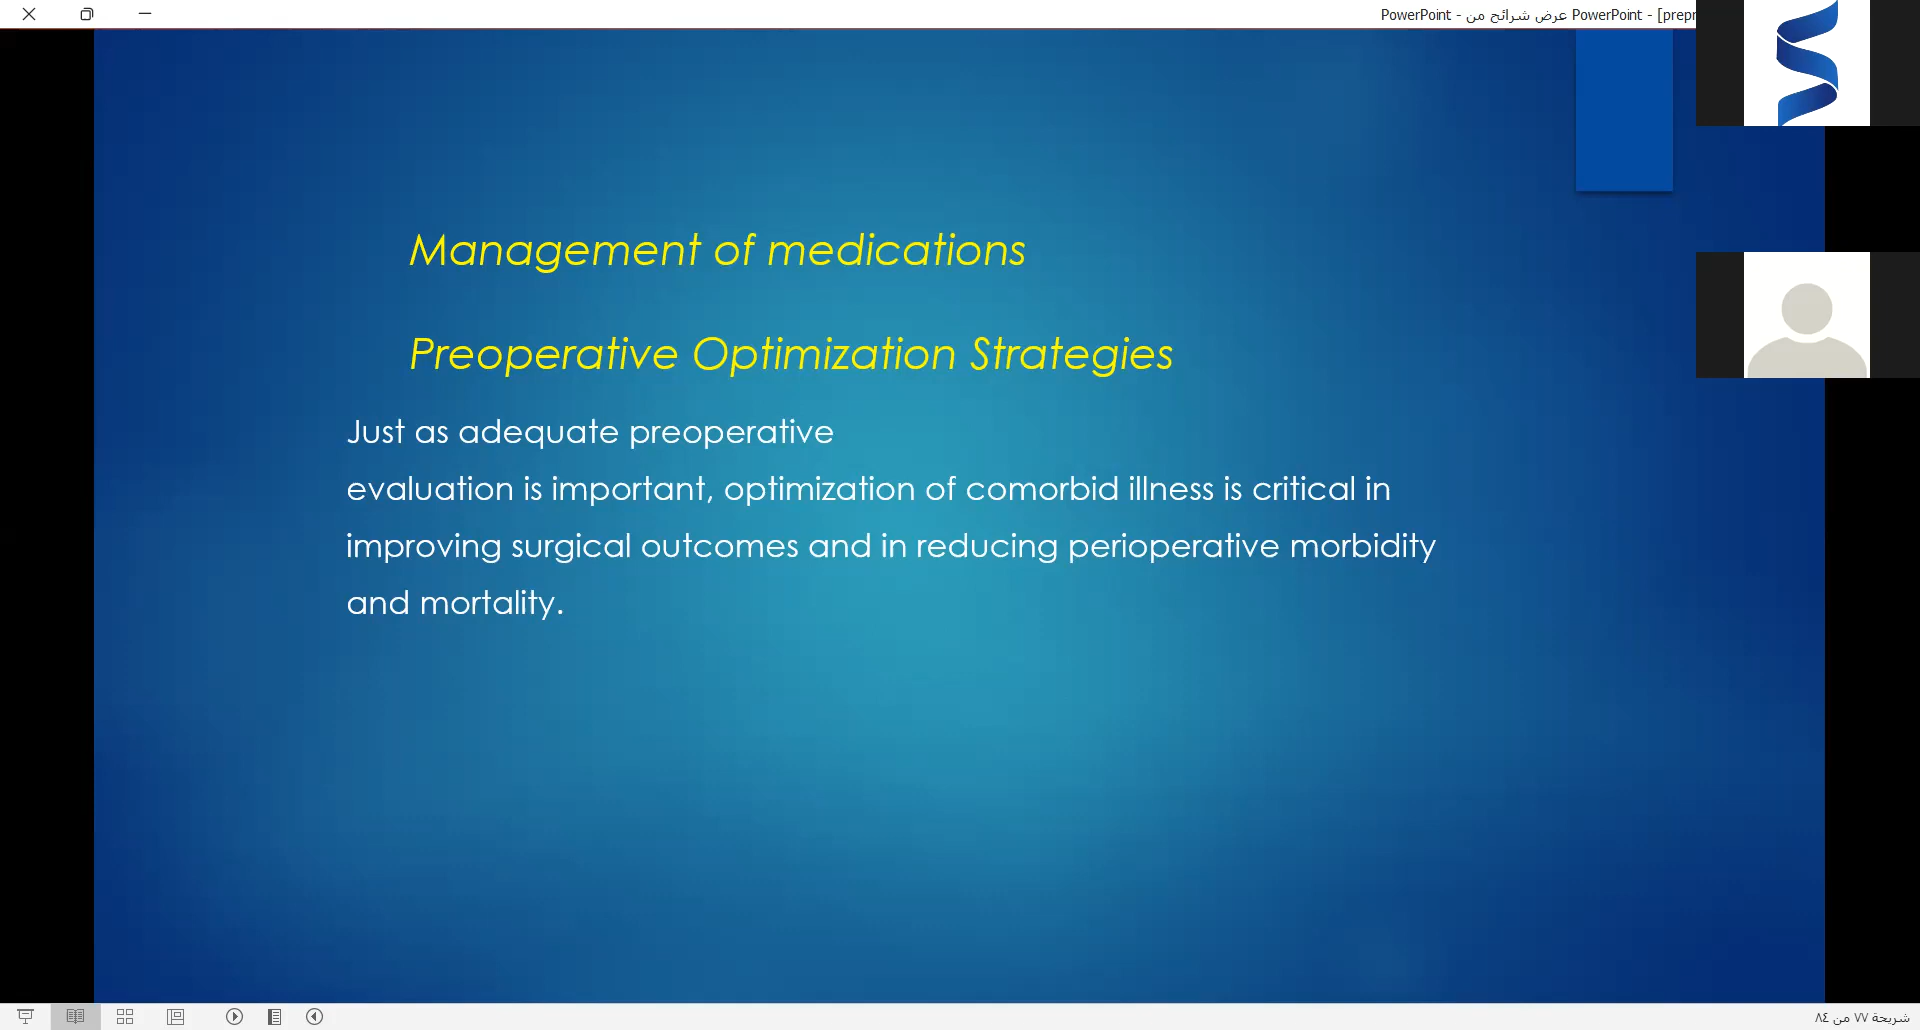 PowerPoint - عرض شرائح من PowerPoint - [prepr
Management of medications
Preoperative Optimization Strategies
Just as adequate preoperative
evaluation is important, optimization of comorbid illness is critical in
improving surgical outcomes and in reducing perioperative morbidity
and mortality.
شريحة ٧٧ من ٨٤